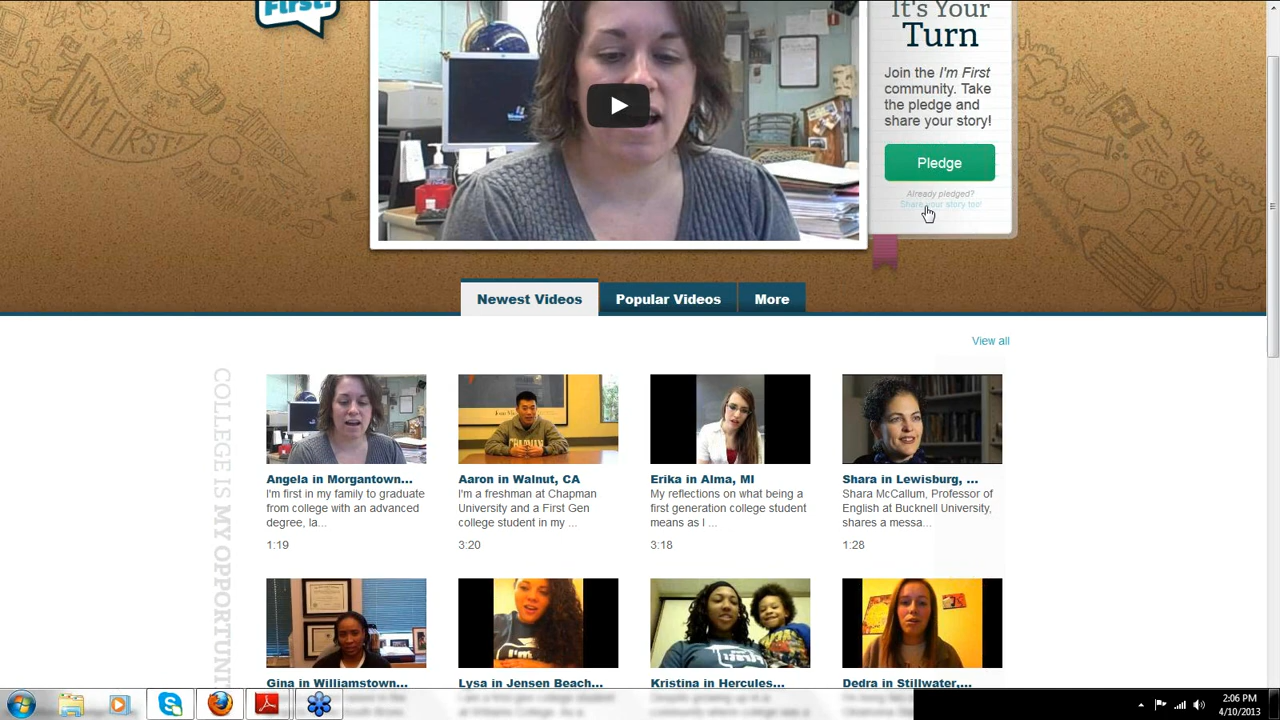 First!
It's Your
Turn
Join the I'm First
community. Take
the pledge and
share your story!
Pledge
Already pledged?
Share your story too!
FIRST
Newest Videos
Popular Videos
More
View all
COLLEGE IS MY OPPORTUNI
Angela in Morgantown...
I'm first in my family to graduate
from college with an advanced
degree, la...
1:19
Aaron in Walnut, CA
I'm a freshman at Chapman
University and a First Gen
college student in my ...
3:20
Erika in Alma, MI
My reflections on what being a
first generation college student
means as I ...
3:18
Shara in Lewisburg, ...
Shara McCallum, Professor of
English at Bucknell University,
shares a messa...
1:28
Gina in Williamstown...
Lysa in Jensen Beach...
Kristina in Hercules...
Dedra in Stillwater,...
2:06 PM
4/10/2013